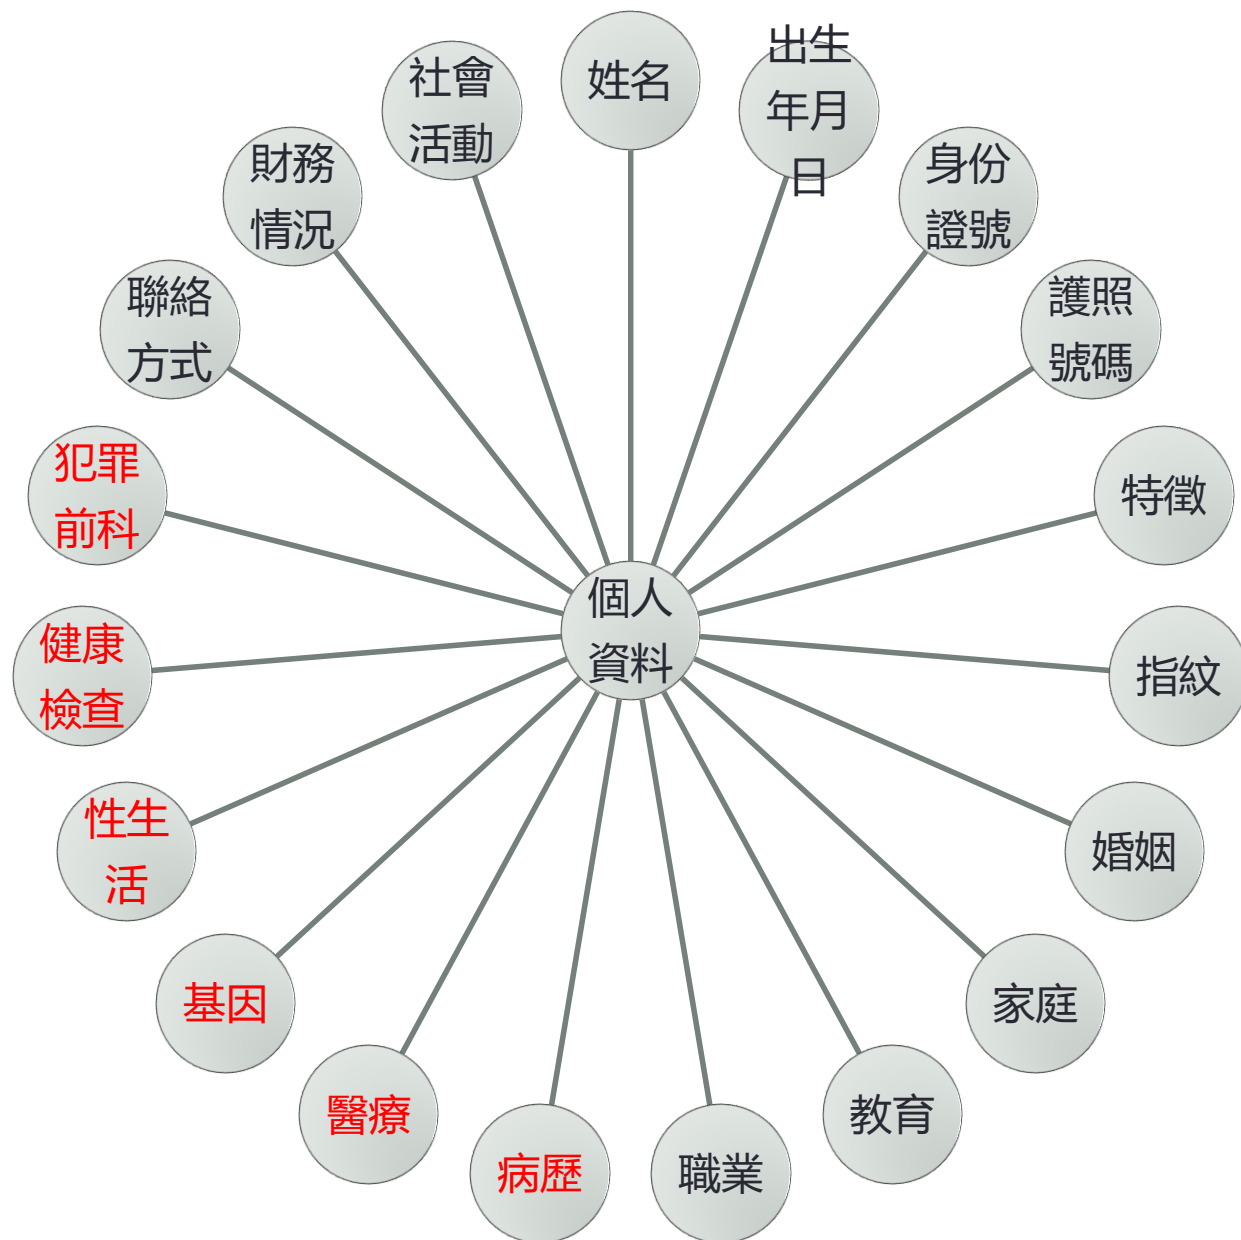 姓名
出生
年月
日
身份
證號
護照
號碼
特徵
指紋
婚姻
家庭
教育
職業
病歷
醫療
基因
性生
活
健康
檢查
犯罪
前科
聯絡
方式
財務
情況
社會
活動
個人
資料